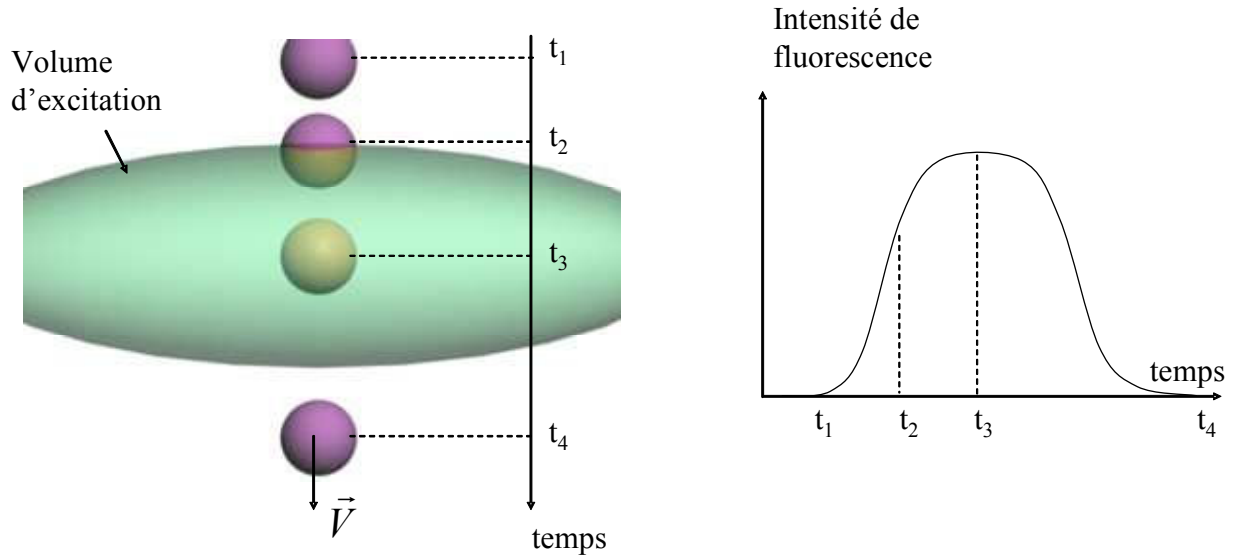 Volume
d’excitation
t1
t2
t3
t4
V
temps
Intensité de
fluorescence
temps
t1
t2
t3
t4